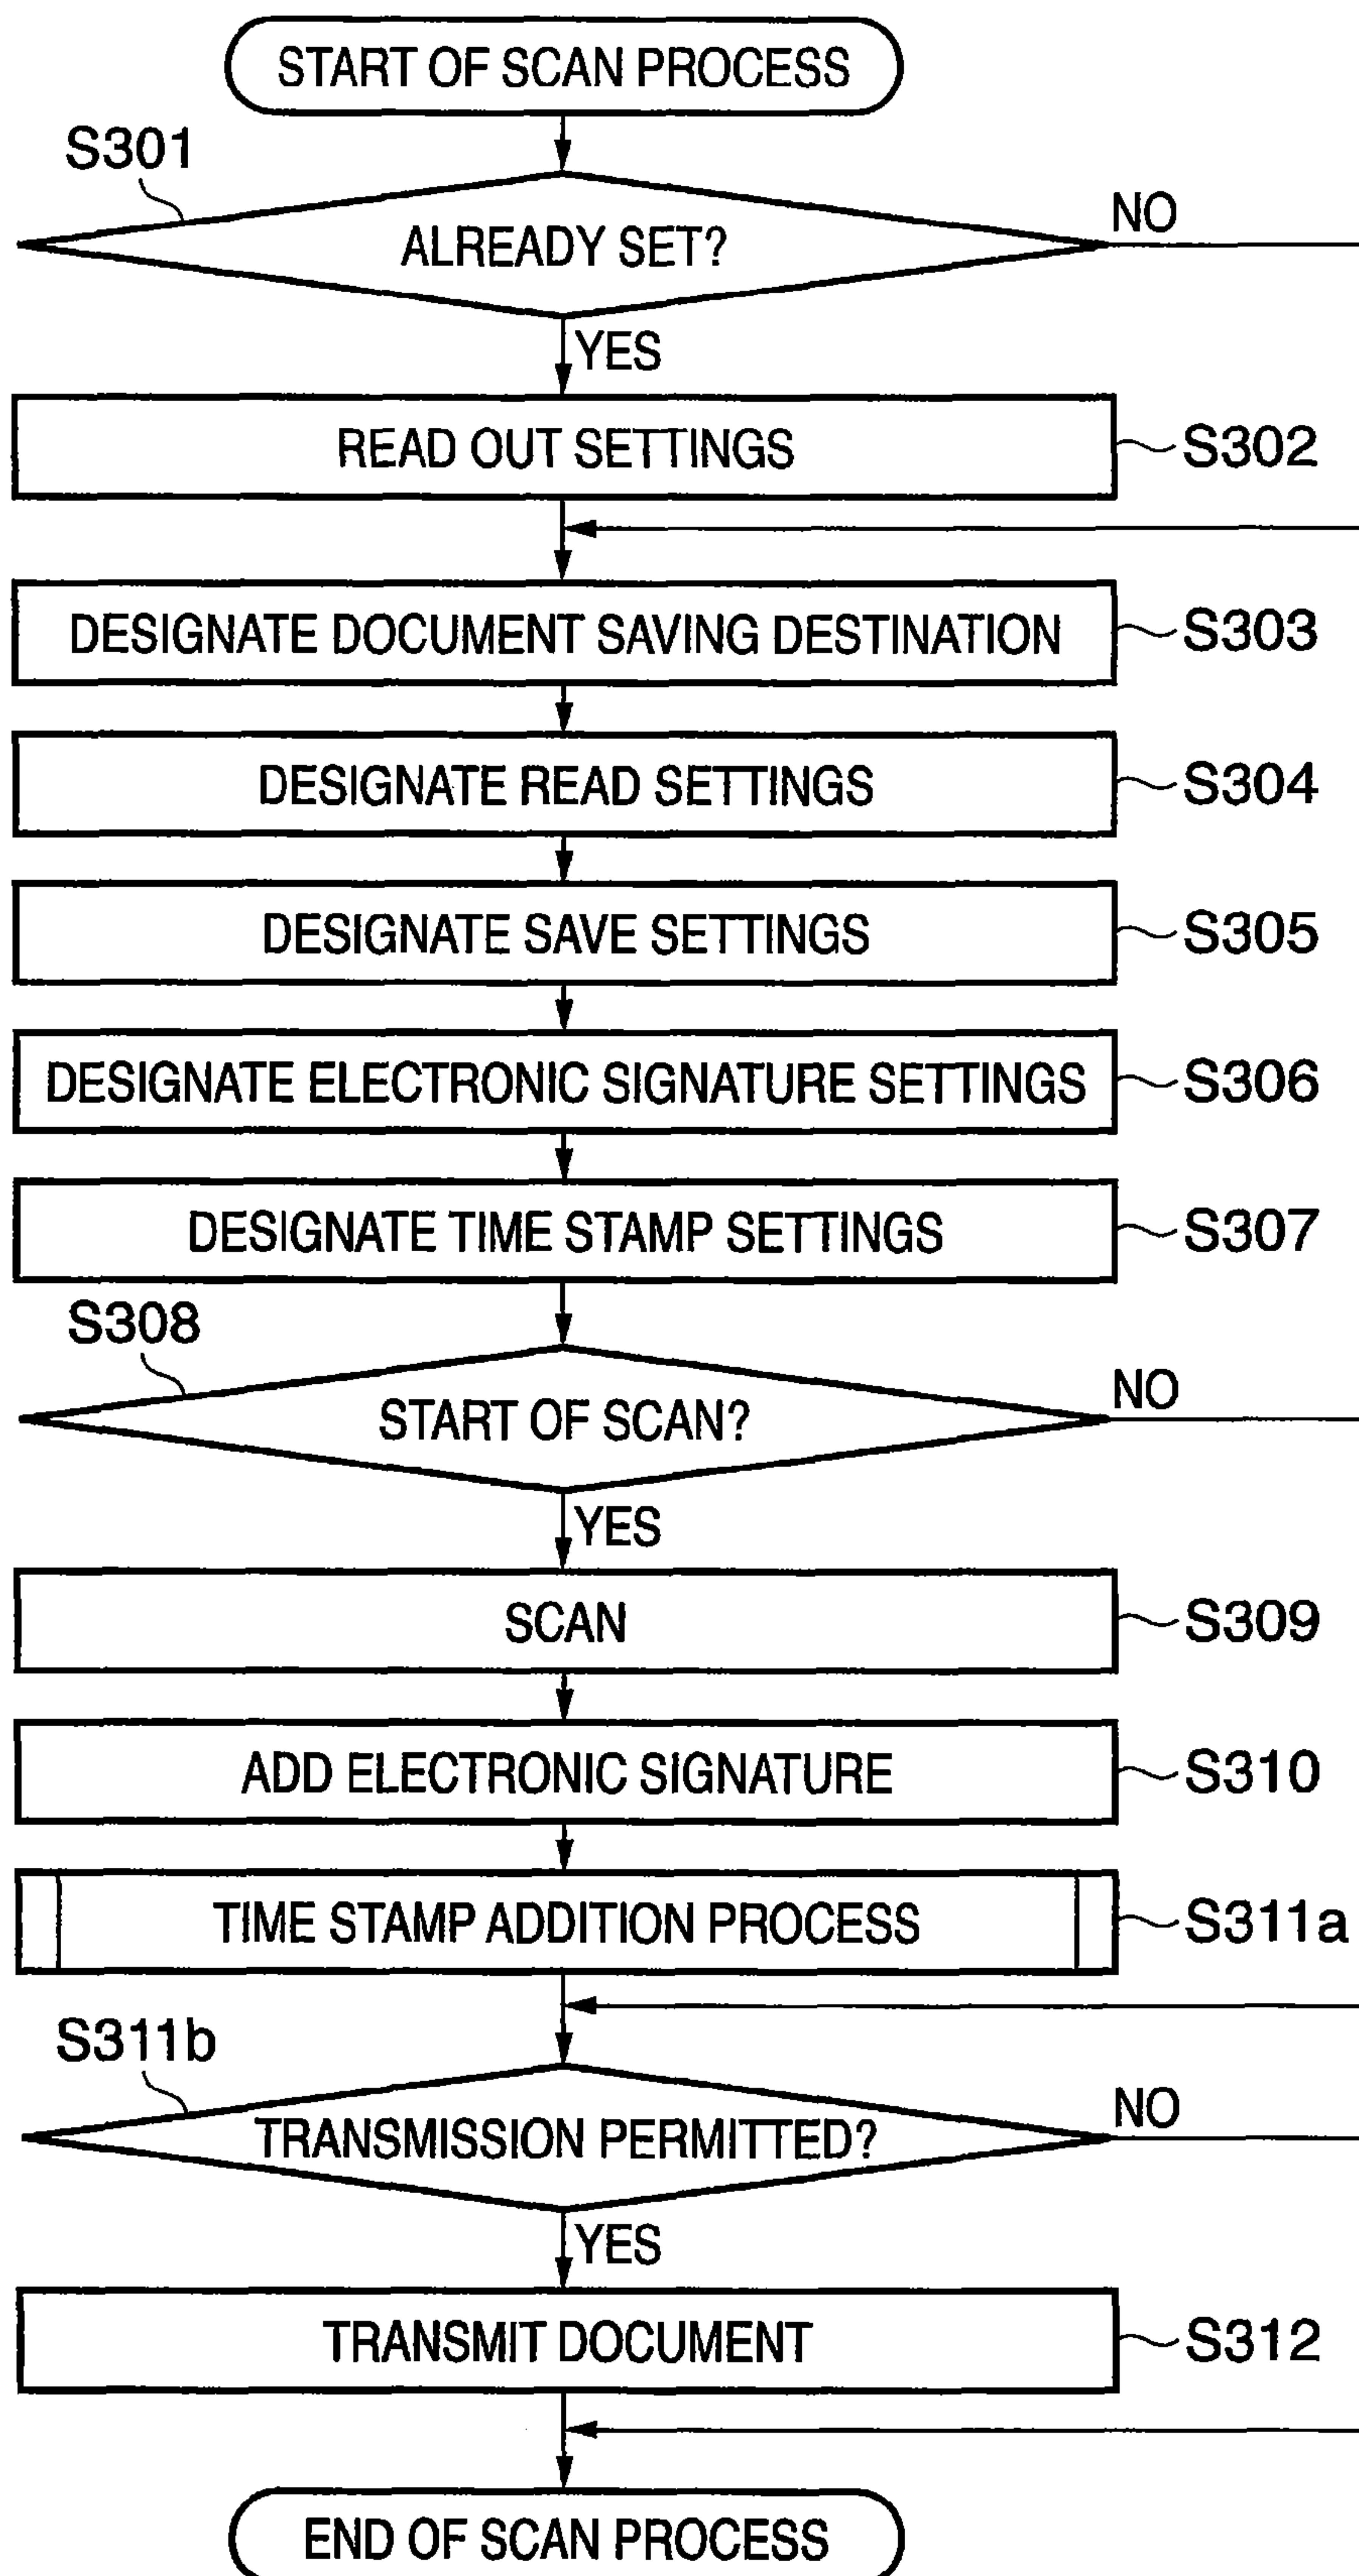 START OF SCAN PROCESS
S301
ALREADY SET?
NO
YES
READ OUT SETTINGS
S302
DESIGNATE DOCUMENT SAVING DESTINATION
S303
DESIGNATE READ SETTINGS
S304
DESIGNATE SAVE SETTINGS
S305
DESIGNATE ELECTRONIC SIGNATURE SETTINGS
S306
DESIGNATE TIME STAMP SETTINGS
S307
S308
START OF SCAN?
NO
YES
SCAN
S309
ADD ELECTRONIC SIGNATURE
S310
TIME STAMP ADDITION PROCESS
S311a
S311b
TRANSMISSION PERMITTED?
NO
YES
TRANSMIT DOCUMENT
S312
END OF SCAN PROCESS